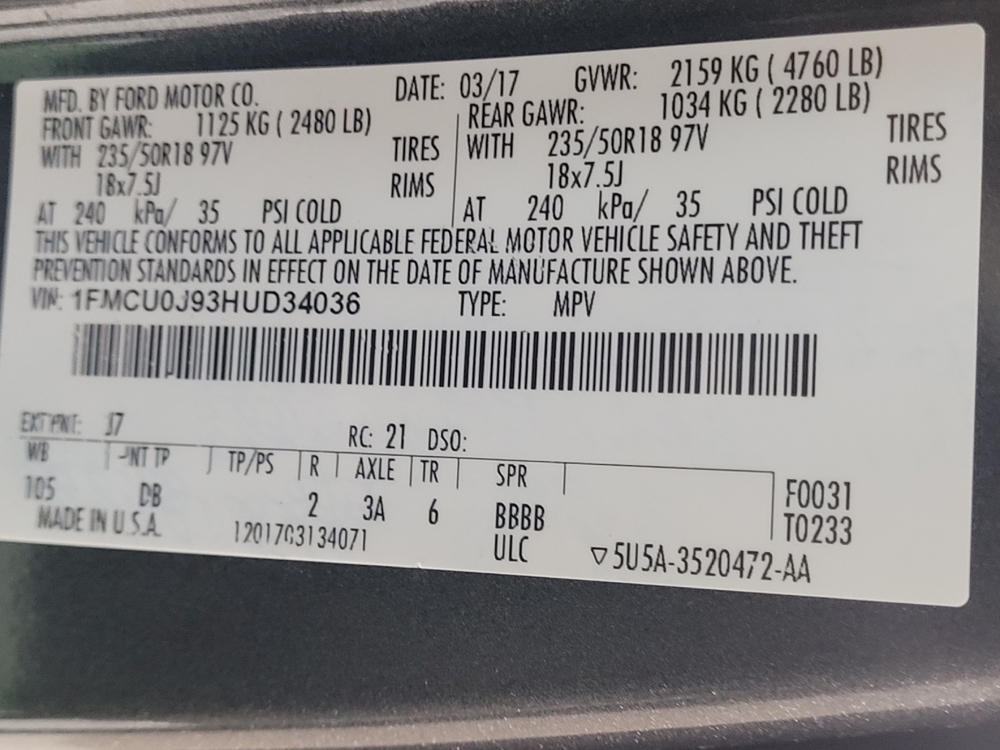 MFD. BY FORD MOTOR CO. DATE: 03/17 GVWR: 2159 KG ( 4760 LB)
FRONT GAWR: 1125 KG ( 2480 LB) REAR GAWR: 1034 KG ( 2280 LB)
WITH 235/50R18 97V TIRES WITH 235/50R18 97V TIRES
18x7.5J RIMS 18x7.5J RIMS
AT 240 kPa/ 35 PSI COLD AT 240 kPa/ 35 PSI COLD
THIS VEHICLE CONFORMS TO ALL APPLICABLE FEDERAL MOTOR VEHICLE SAFETY AND THEFT
PREVENTION STANDARDS IN EFFECT ON THE DATE OF MANUFACTURE SHOWN ABOVE.
VIN: 1FMCU0J93HUD34036 TYPE: MPV
EXT PNT: J7 RC: 21 DSO:
WB INT TP TP/PS R AXLE TR SPR
105 DB 2 3A 6 BBBB
F0031
T0233
MADE IN U.S.A. ULC
▽5U5A-3520472-AA